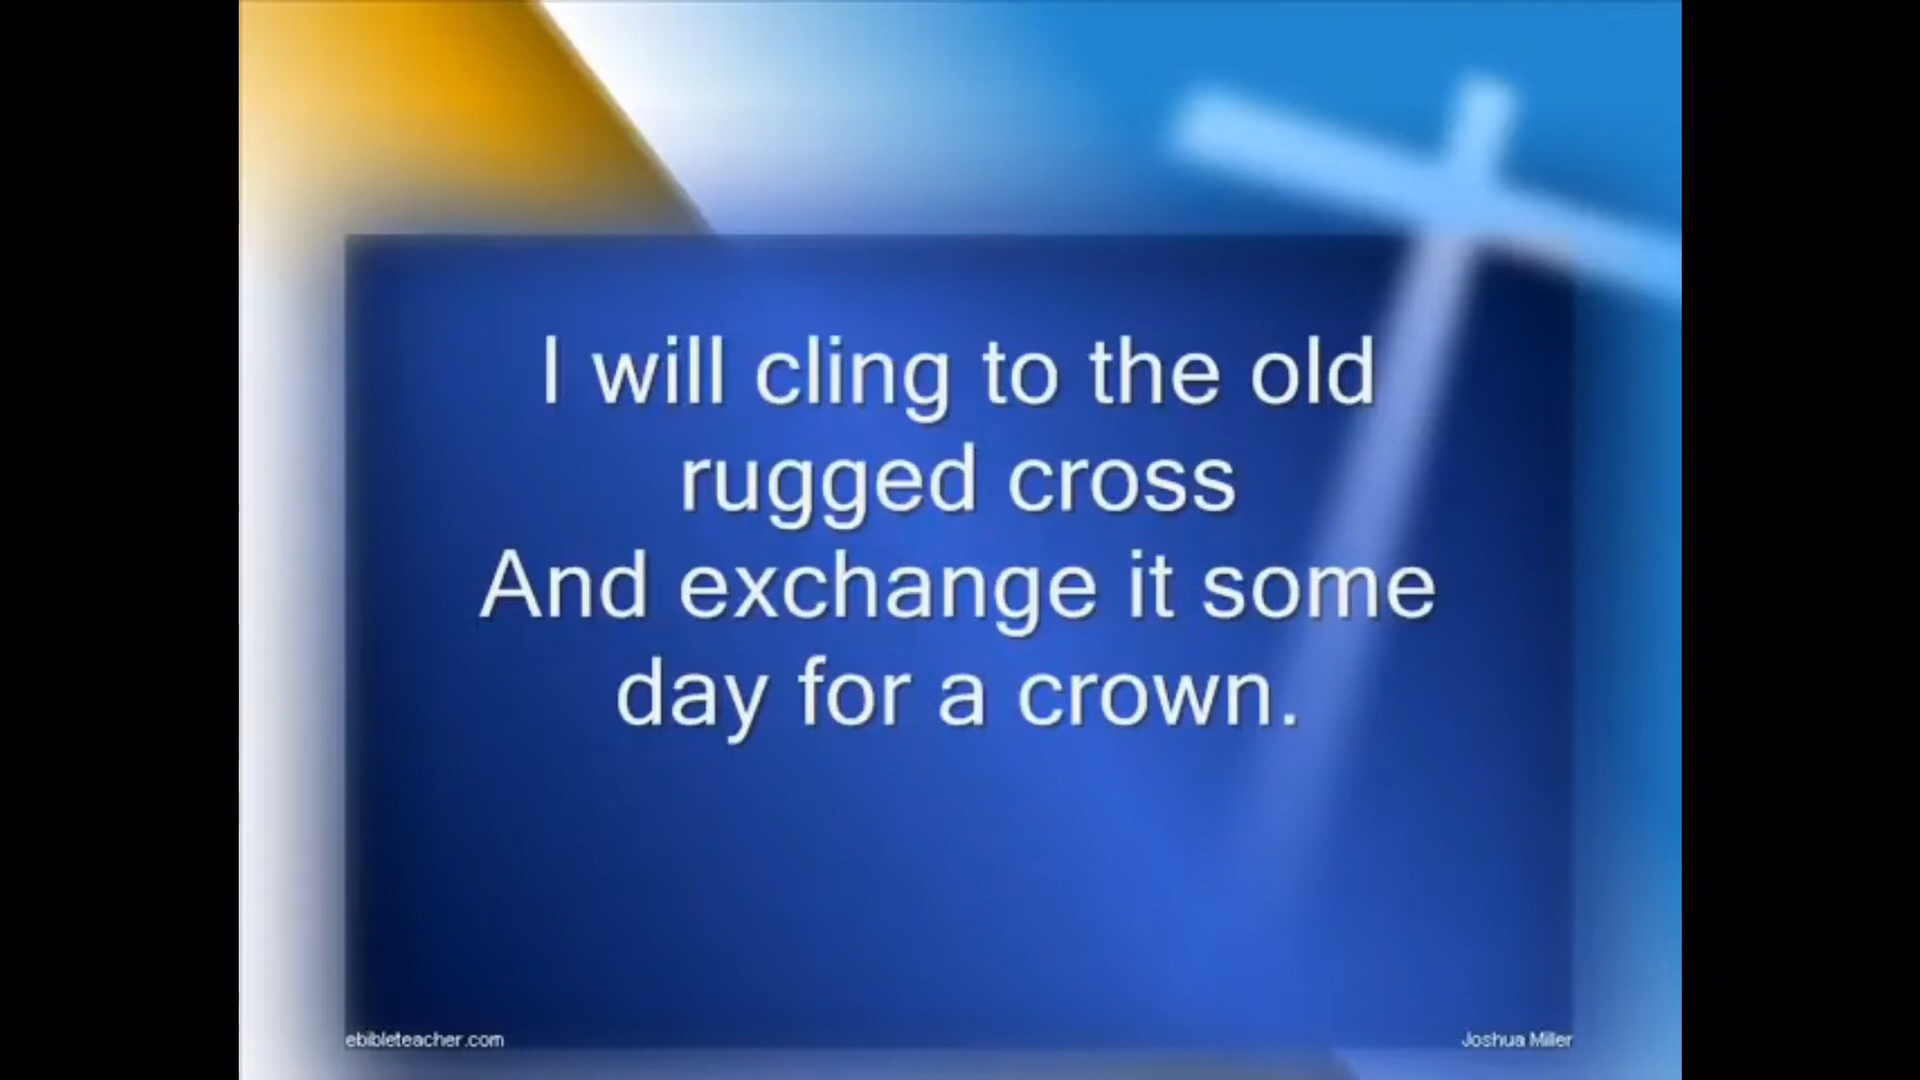 I will cling to the old
rugged cross
And exchange it some
day for a crown.
ebibleteacher.com
Joshua Miller